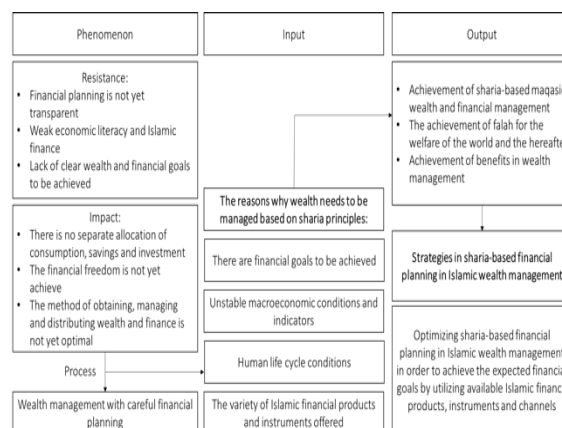 Phenomenon
Resistance:
• Financial planning is not yet
transparent
• Weak economic literacy and Islamic
finance
• Lack of clear wealth and financial goals
to be achieved
Impact:
• There is no separate allocation of
consumption, savings and investment
• The financial freedom is not yet
achieve
• The method of obtaining, managing
and distributing wealth and finance is
not yet optimal
Process
Wealth management with careful financial
planning
Input
The reasons why wealth needs to be
managed based on sharia principles:
There are financial goals to be achieved
Unstable macroeconomic conditions and
indicators
Human life cycle conditions
The variety of Islamic financial products
and instruments offered
Output
• Achievement of sharia-based maqasid
wealth and financial management
• The achievement of falah for the
welfare of the world and the hereafte
• Achievement of benefits in wealth
management
Strategies in sharia-based financial
planning in Islamic wealth management
Optimizing sharia-based financial
planning in Islamic wealth management
in order to achieve the expected financia
goals by utilizing available Islamic financ
products, instruments and channels